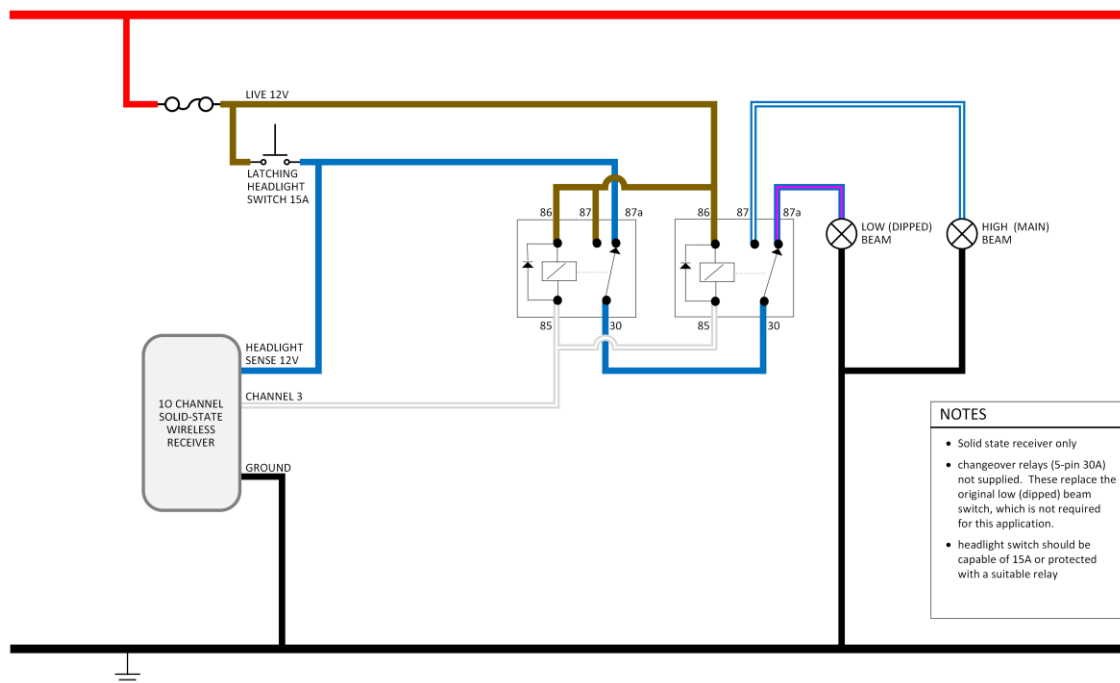 LIVE 12V
LATCHING
HEADLIGHT
SWITCH 15A
86
87
87a
86
87
87a
LOW (DIPPED)
BEAM
HIGH (MAIN)
BEAM
85
30
85
30
HEADLIGHT
SENSE 12V
CHANNEL 3
1O CHANNEL
SOLID-STATE
WIRELESS
RECEIVER
GROUND
NOTES
• Solid state receiver only
• changeover relays (5-pin 30A)
not supplied. These replace the
original low (dipped) beam
switch, which is not required
for this application.
• headlight switch should be
capable of 15A or protected
with a suitable relay